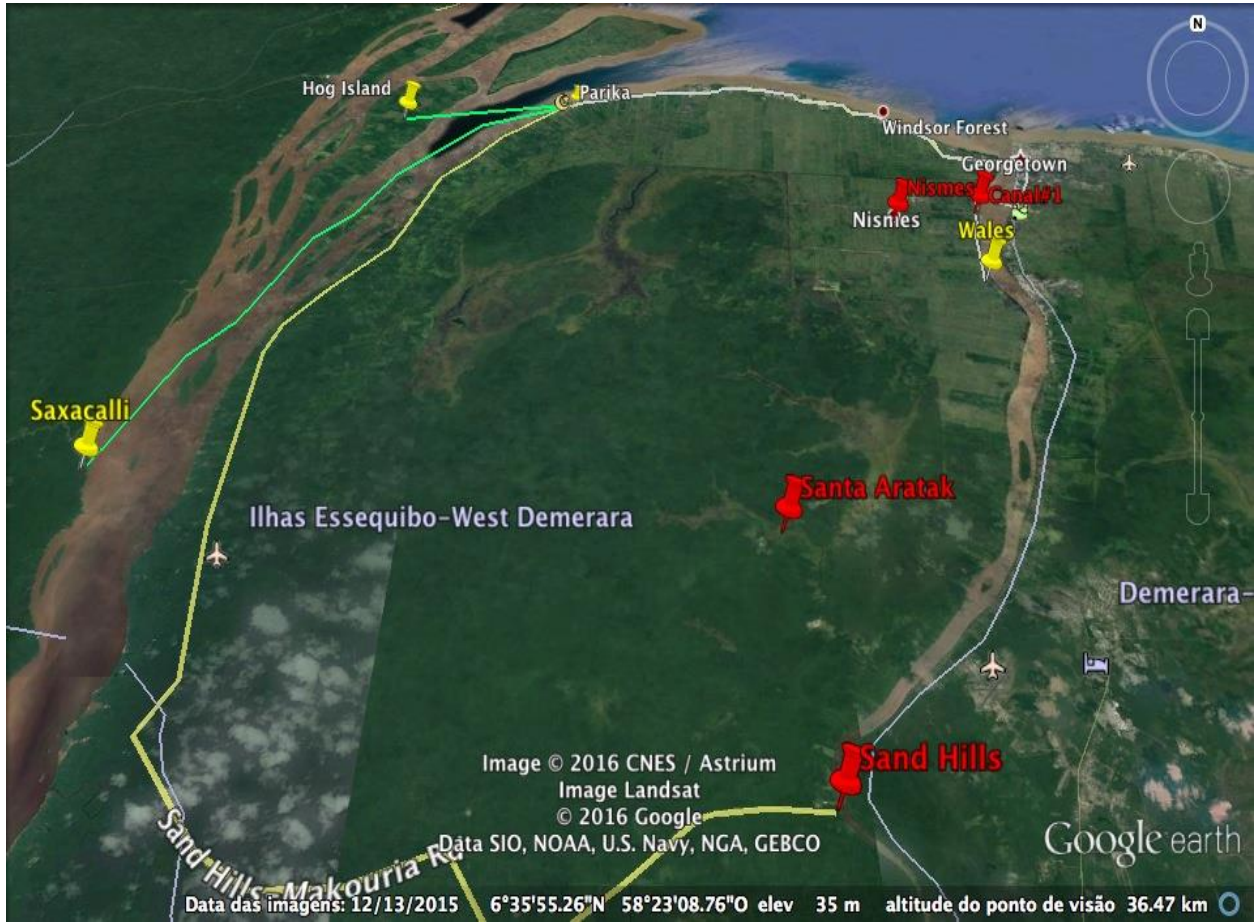 N
Hog Island
Parika
Windsor Forest
Georgetown
Nismes
Canal#1
Nismes
Wales
Saxacalli
Santa Aratak
Ilhas Essequibo-West Demerara
Demerara-
Sand Hills
Image © 2016 CNES / Astrium
Image Landsat
© 2016 Google
Data SIO, NOAA, U.S. Navy, NGA, GEBCO
Sand Hills-Makouria Rd
Google earth
Data das imagens: 12/13/2015 6°35'55.26"N 58°23'08.76"O elev 35 m altitude do ponto de visão 36.47 km